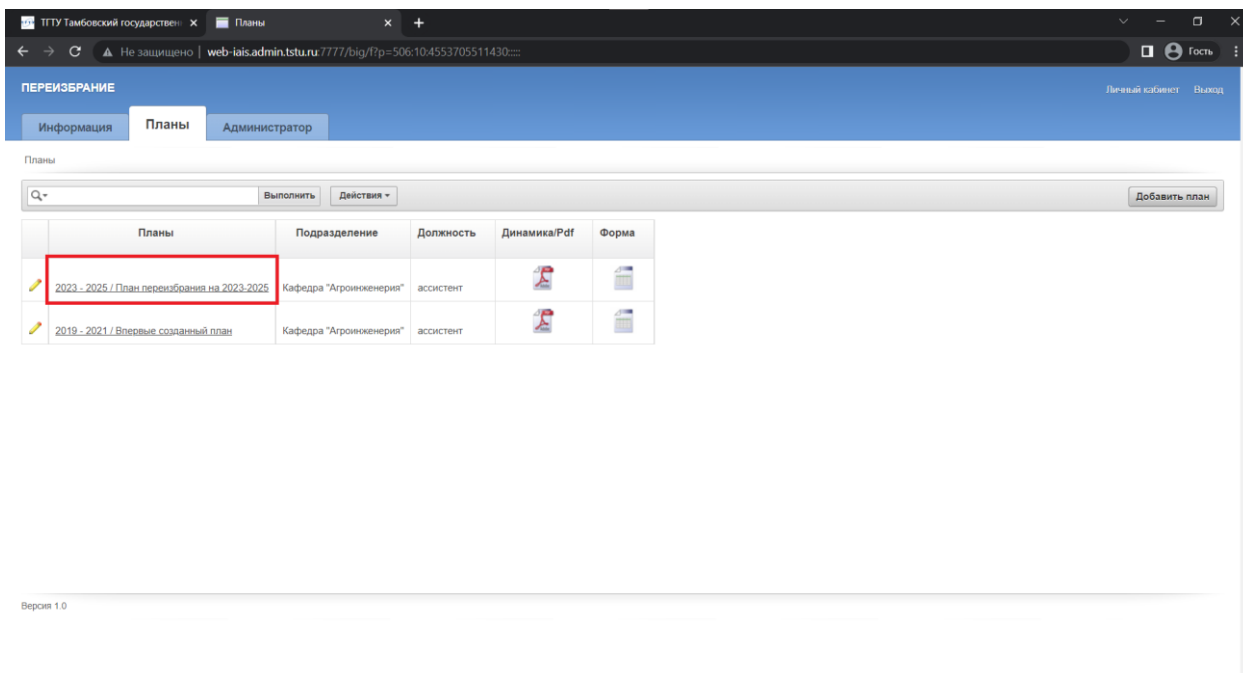 ТГТУ Тамбовский государствен
Планы
Не защищено | web-iais.admin.tstu.ru:7777/big/f?p=506:10:4553705511430:::::
Гость
ПЕРЕИЗБРАНИЕ
Личный кабинет Выход
Информация Планы Администратор
Планы
Выполнить Действия Добавить план
Планы Подразделение Должность Динамика/Pdf Форма
2023 - 2025 / План переизбрания на 2023-2025 Кафедра "Агроинженерия" ассистент
2019 - 2021 / Впервые созданный план Кафедра "Агроинженерия" ассистент
Версия 1.0